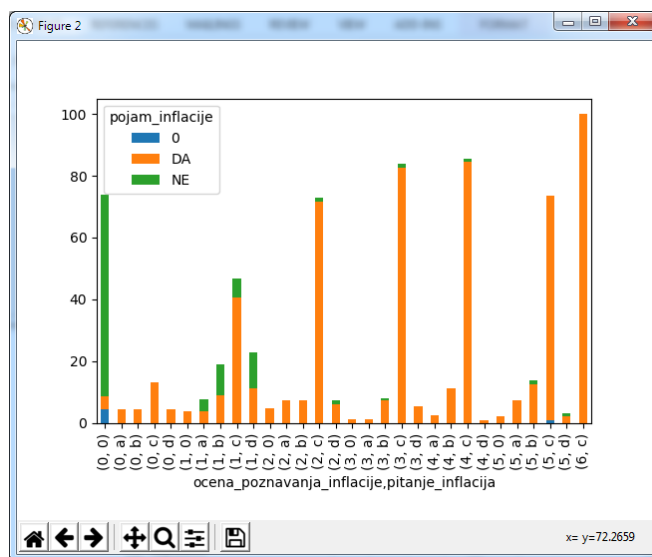 Figure 2
pojam_inflacije
0
DA
NE
100
80
60
40
20
0
(0, 0)
(0, a)
(0, b)
(0, c)
(0, d)
(1, 0)
(1, a)
(1, b)
(1, c)
(1, d)
(2, 0)
(2, a)
(2, b)
(2, c)
(2, d)
(3, 0)
(3, a)
(3, b)
(3, c)
(3, d)
(4, a)
(4, b)
(4, c)
(4, d)
(5, 0)
(5, a)
(5, b)
(5, c)
(5, d)
(6, c)
ocena_poznavanja_inflacije,pitanje_inflacija
x= y=72.2659